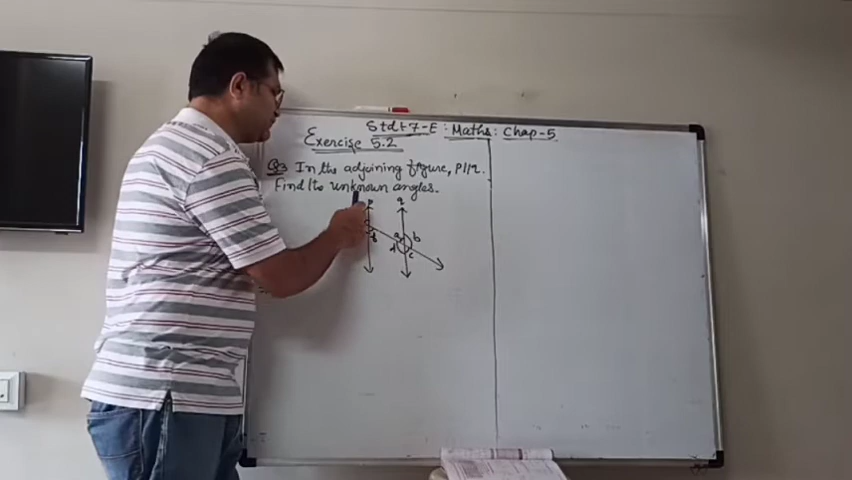 Std:-7-E : Maths: Chap-5
Exercise 5.2
Q3 In the adjoining figure, p||q.
Find the unknown angles.
p q
f a b
d c